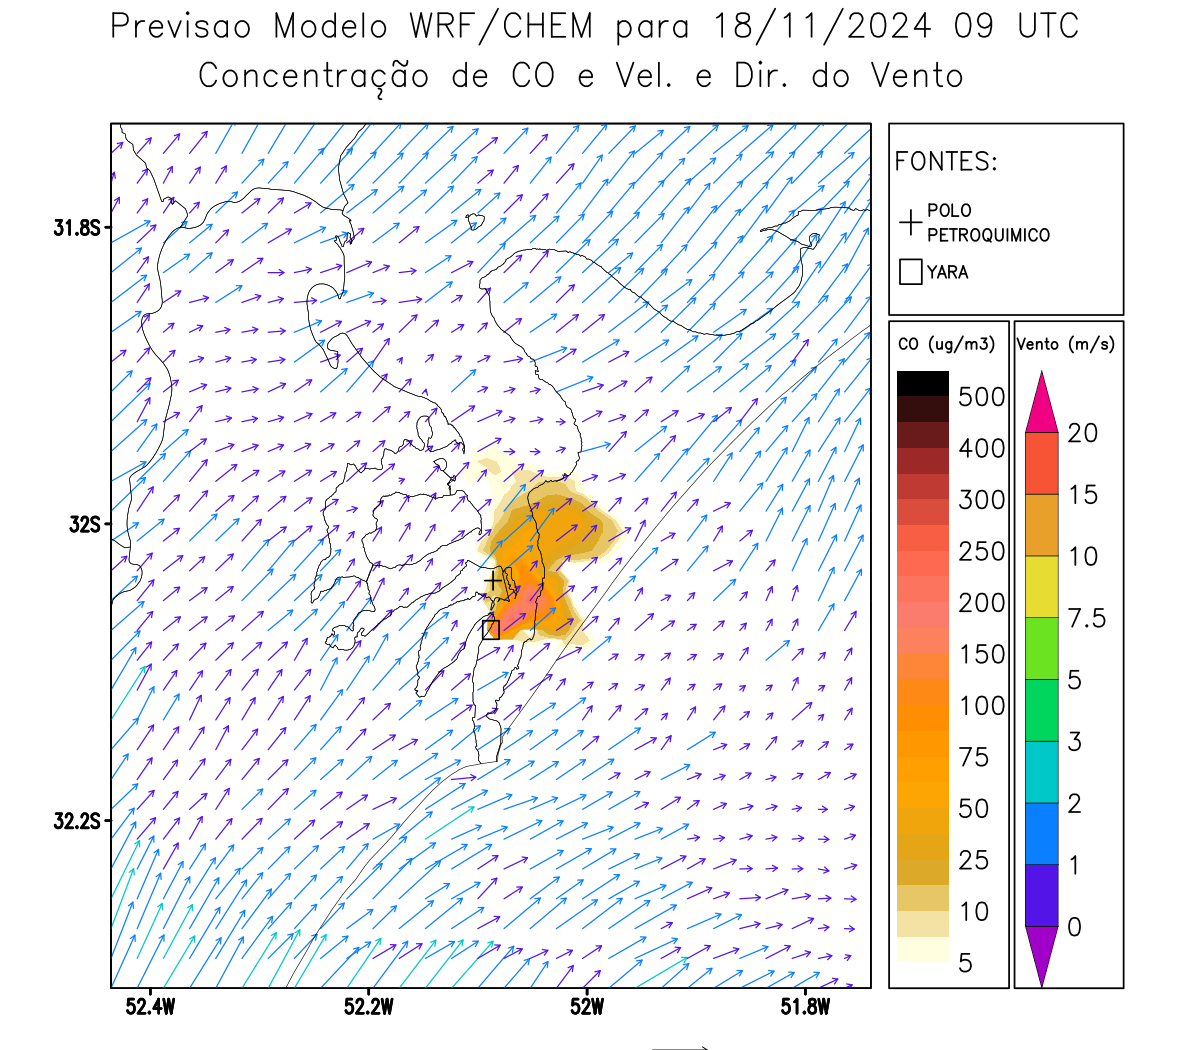 Previsao Modelo WRF/CHEM para 18/11/2024 09 UTC
Concentração de CO e Vel. e Dir. do Vento
FONTES:
POLO
PETROQUIMICO
YARA
CO (ug/m3)
500
400
300
250
200
150
100
75
50
25
10
5
Vento (m/s)
20
15
10
7.5
5
3
2
1
0
31.8S
32S
32.2S
52.4W
52.2W
52W
51.8W